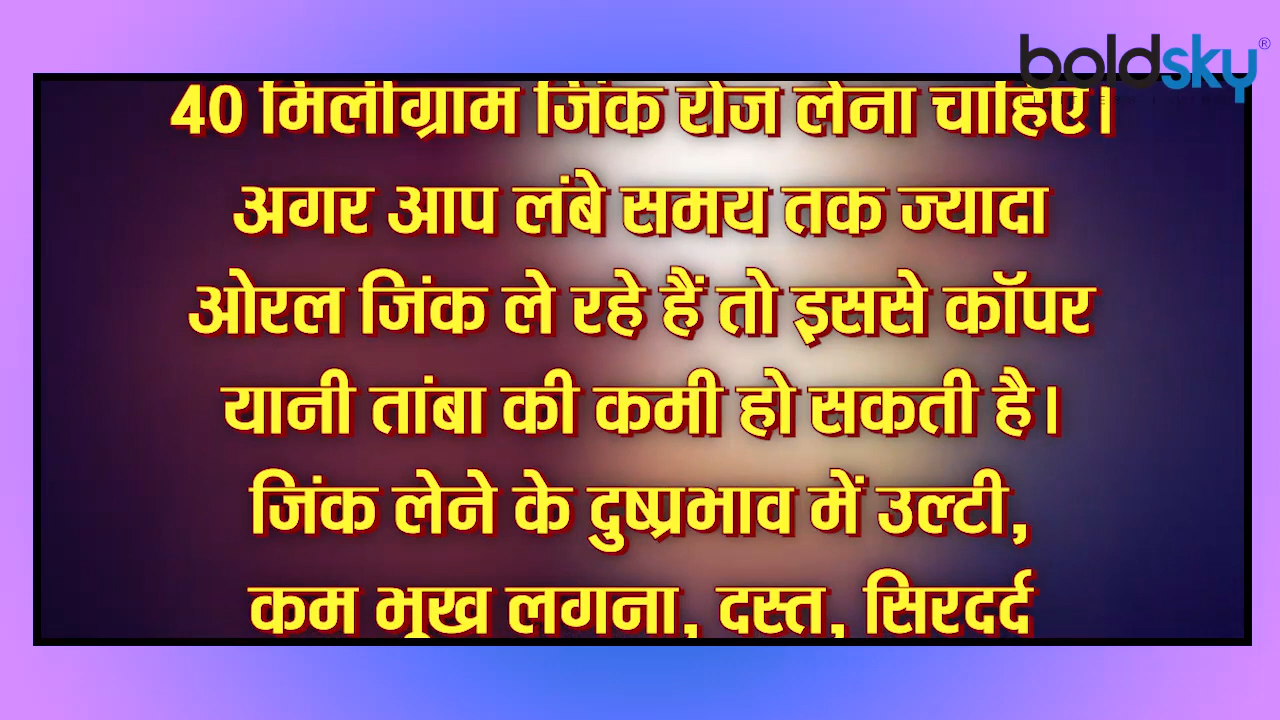 boldsky®
40 मिलीग्राम जिंक रोज लेना चाहिए।
अगर आप लंबे समय तक ज्यादा
ओरल जिंक ले रहे हैं तो इससे कॉपर
यानी तांबा की कमी हो सकती है।
जिंक लेने के दुष्प्रभाव में उल्टी,
कम भूख लगना, दस्त, सिरदर्द